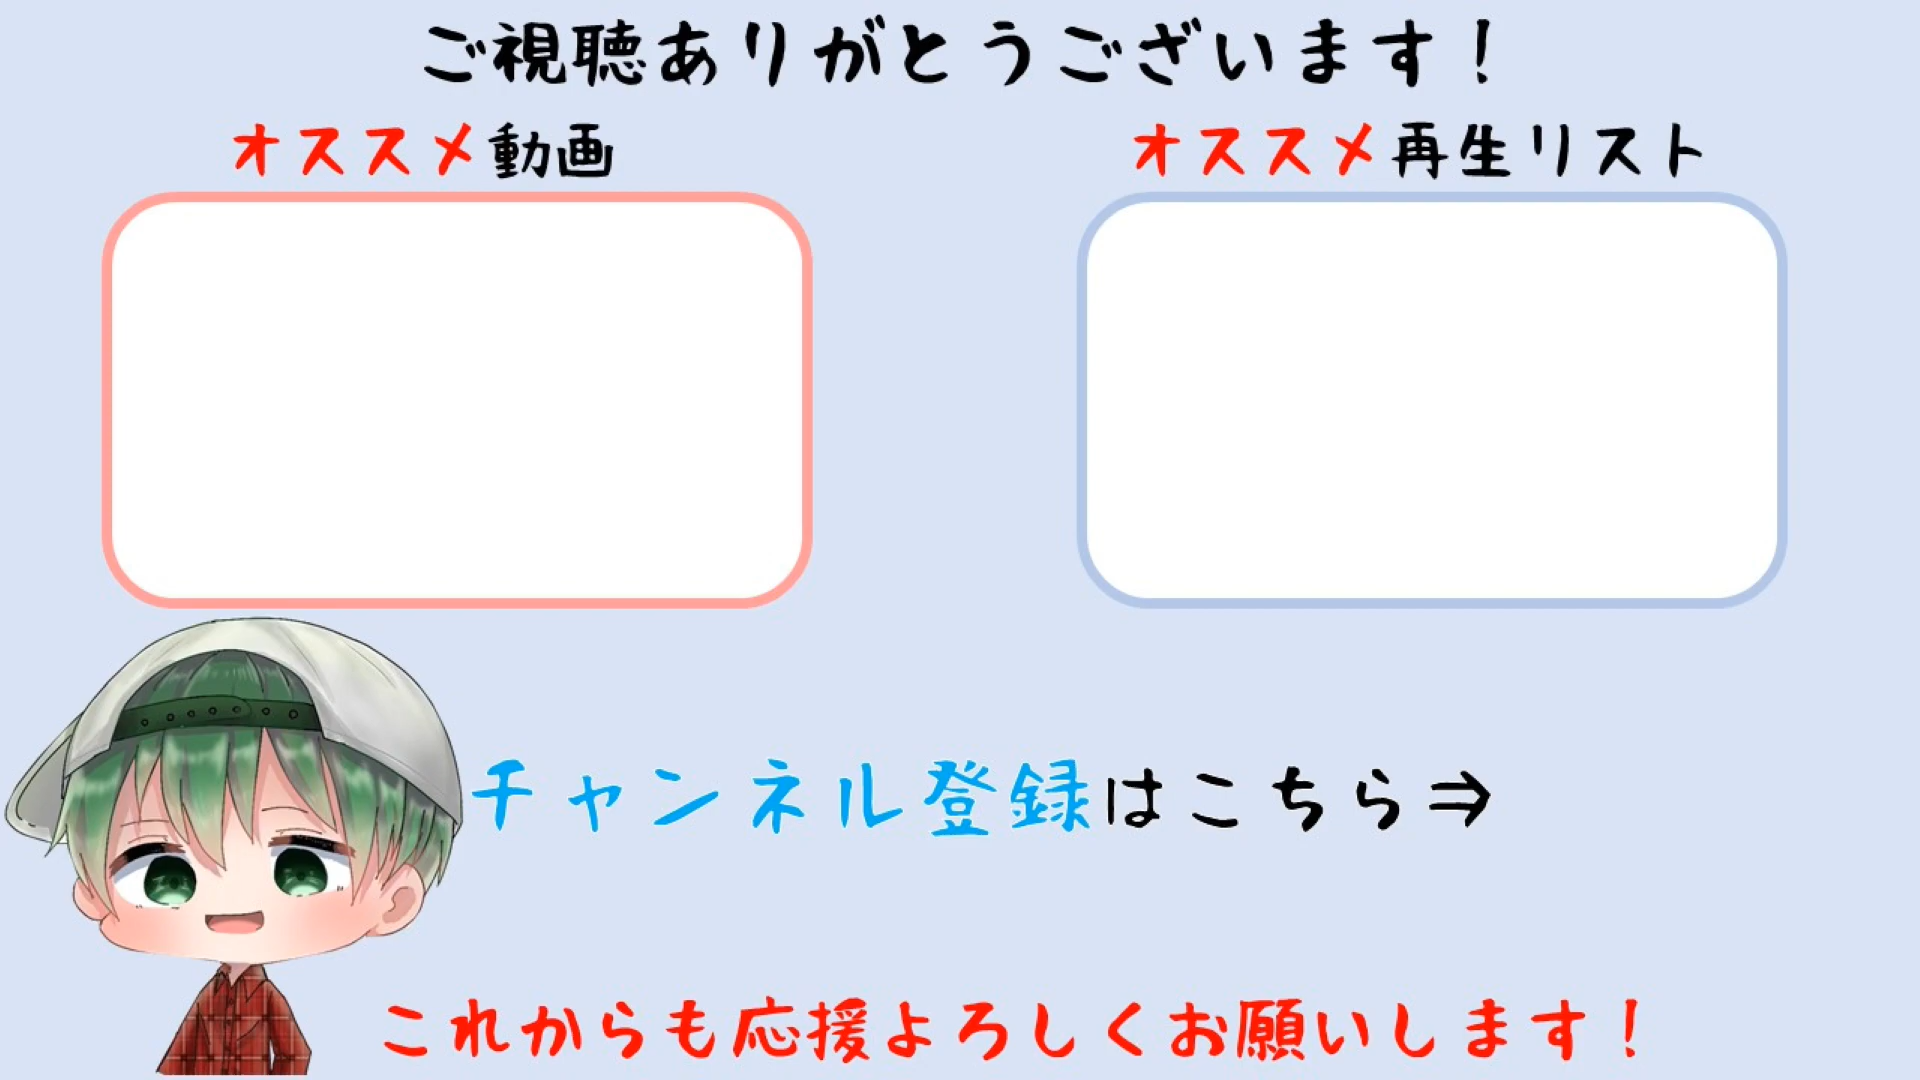 ご視聴ありがとうございます！
オススメ動画
オススメ再生リスト
チャンネル登録はこちら⇒
これからも応援よろしくお願いします！